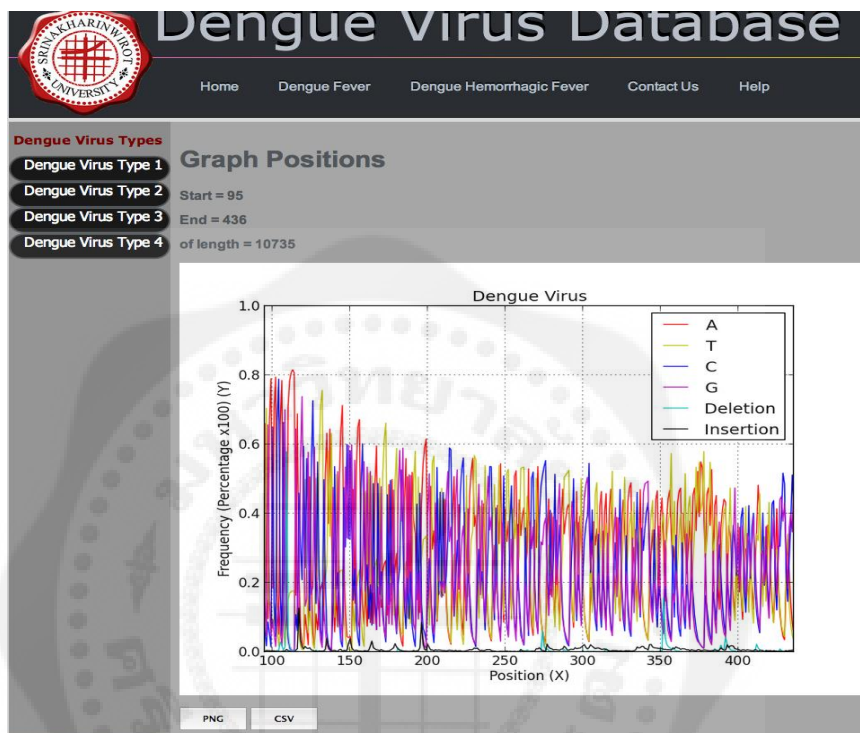 Dengue Virus Database
SRINAKHARINWIROT
UNIVERSITY
Home Dengue Fever Dengue Hemorrhagic Fever Contact Us Help
Dengue Virus Types
Dengue Virus Type 1
Dengue Virus Type 2
Dengue Virus Type 3
Dengue Virus Type 4
Graph Positions
Start = 95
End = 436
of length = 10735
Dengue Virus
1.0
0.8
0.6
0.4
0.2
0.0
Frequency (Percentage x100) (Y)
A
T
C
G
Deletion
Insertion
100 150 200 250 300 350 400
Position (X)
PNG CSV